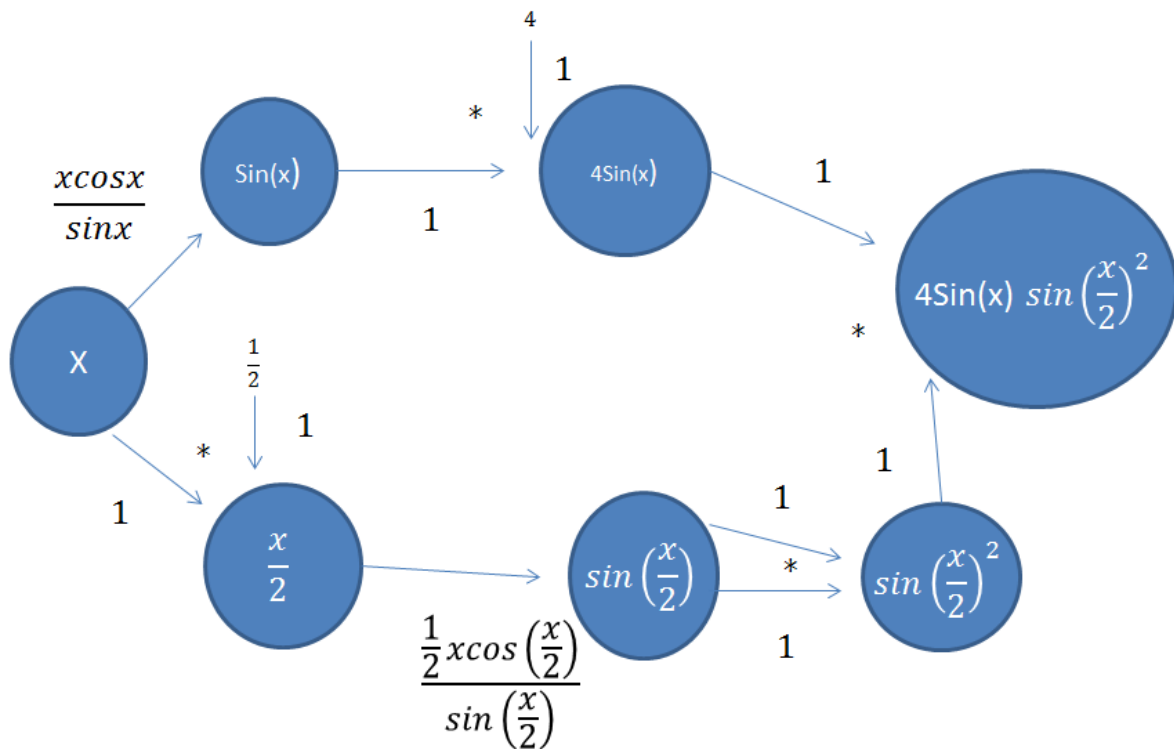 4
1
*
Sin(x)
4Sin(x)
1
xcosx
sinx
1
4Sin(x) sin(x/2)²
*
X
1/2
1
*
1
1
1
x/2
sin(x/2)
*
sin(x/2)²
1
1/2 xcos(x/2)
sin(x/2)